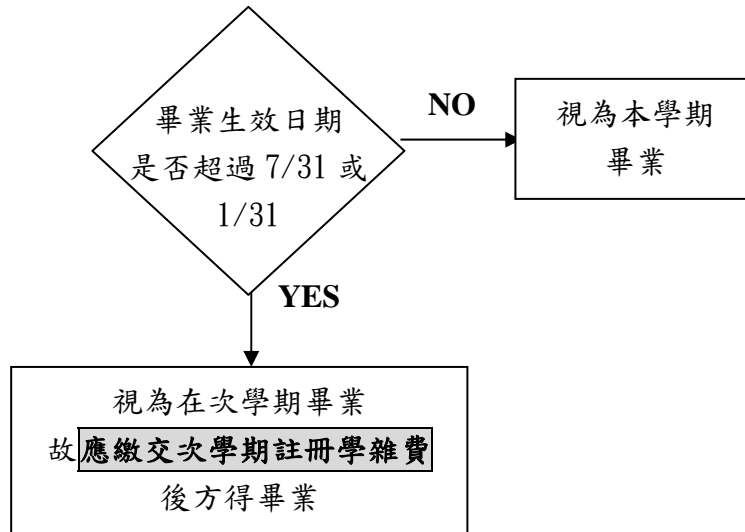 畢業生效日期
是否超過 7/31 或
1/31
NO
視為本學期
畢業
YES
視為在次學期畢業
故應繳交次學期註冊學雜費
後方得畢業